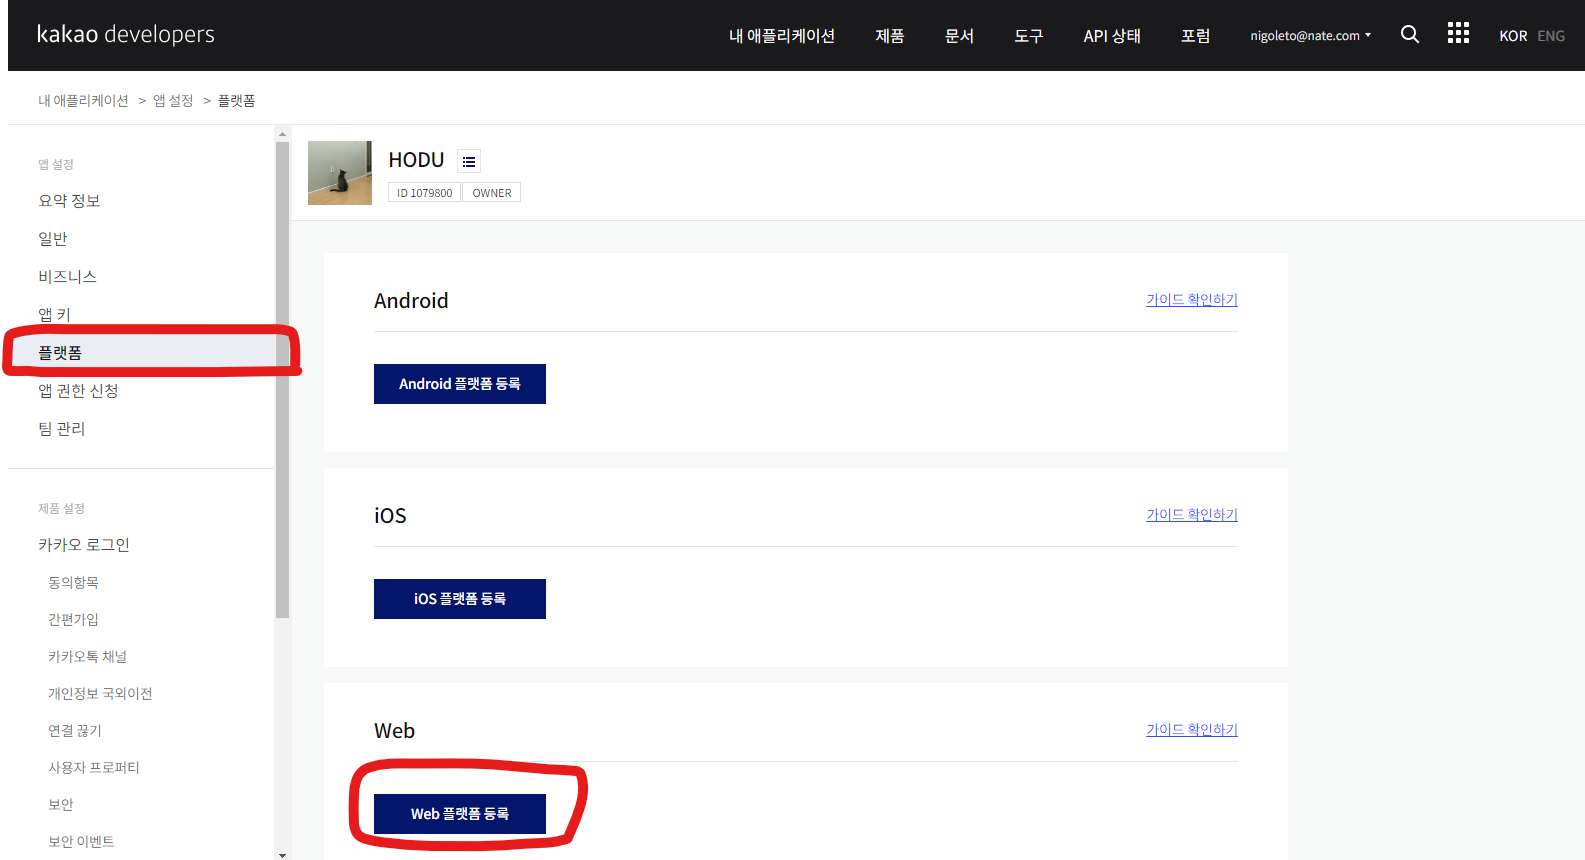 kakao developers
내 애플리케이션 제품 문서 도구 API 상태 포럼 nigoleto@nate.com KOR ENG
내 애플리케이션 > 앱 설정 > 플랫폼
앱 설정
요약 정보
일반
비즈니스
앱 키
플랫폼
앱 권한 신청
팀 관리
제품 설정
카카오 로그인
동의항목
간편가입
카카오톡 채널
개인정보 국외이전
연결 끊기
사용자 프로퍼티
보안
보안 이벤트
HODU
ID 1079800 OWNER
Android 가이드 확인하기
Android 플랫폼 등록
iOS 가이드 확인하기
iOS 플랫폼 등록
Web 가이드 확인하기
Web 플랫폼 등록